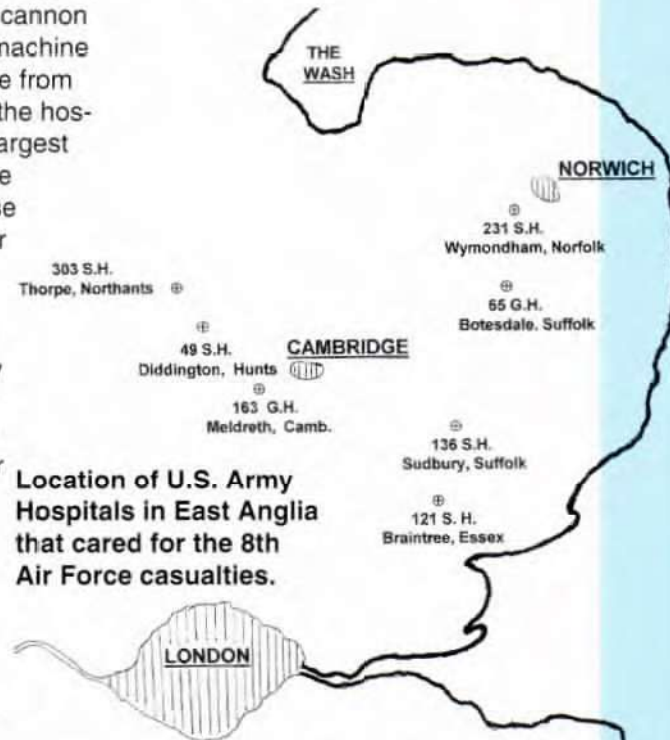 cannon
machine
e from
the hos-
argest
e
se
r
THE
WASH
NORWICH
231 S.H.
Wymondham, Norfolk
303 S.H.
Thorpe, Northants
65 G.H.
Botesdale. Suffolk
49 S.H.
Diddington, Hunts
CAMBRIDGE
163 G.H.
Meldreth, Camb.
136 S.H.
Sudbury, Suffolk
Location of U.S. Army
Hospitals in East Anglia
that cared for the 8th
Air Force casualties.
121 S. H.
Braintree, Essex
LONDON